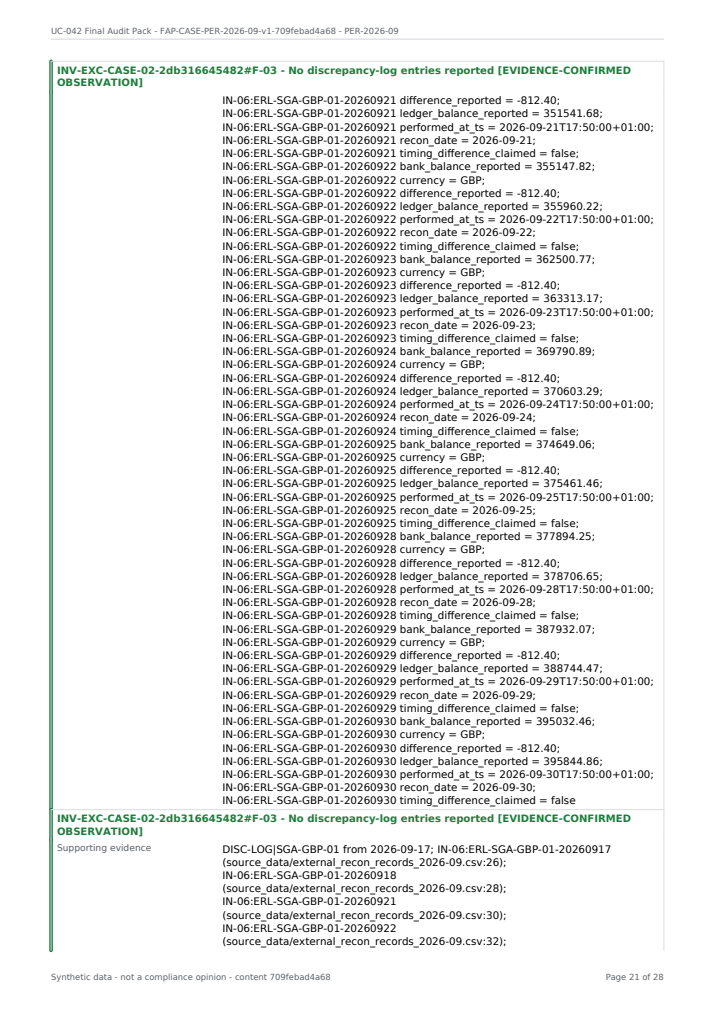 UC-042 Final Audit Pack - FAP-CASE-PER-2026-09-v1-709febad4a68 - PER-2026-09
INV-EXC-CASE-02-2db316645482#F-03 - No discrepancy-log entries reported [EVIDENCE-CONFIRMED
OBSERVATION]
IN-06:ERL-SGA-GBP-01-20260921 difference_reported = -812.40;
IN-06:ERL-SGA-GBP-01-20260921 ledger_balance_reported = 351541.68;
IN-06:ERL-SGA-GBP-01-20260921 performed_at_ts = 2026-09-21T17:50:00+01:00;
IN-06:ERL-SGA-GBP-01-20260921 recon_date = 2026-09-21;
IN-06:ERL-SGA-GBP-01-20260921 timing_difference_claimed = false;
IN-06:ERL-SGA-GBP-01-20260922 bank_balance_reported = 355147.82;
IN-06:ERL-SGA-GBP-01-20260922 currency = GBP;
IN-06:ERL-SGA-GBP-01-20260922 difference_reported = -812.40;
IN-06:ERL-SGA-GBP-01-20260922 ledger_balance_reported = 355960.22;
IN-06:ERL-SGA-GBP-01-20260922 performed_at_ts = 2026-09-22T17:50:00+01:00;
IN-06:ERL-SGA-GBP-01-20260922 recon_date = 2026-09-22;
IN-06:ERL-SGA-GBP-01-20260922 timing_difference_claimed = false;
IN-06:ERL-SGA-GBP-01-20260923 bank_balance_reported = 362500.77;
IN-06:ERL-SGA-GBP-01-20260923 currency = GBP;
IN-06:ERL-SGA-GBP-01-20260923 difference_reported = -812.40;
IN-06:ERL-SGA-GBP-01-20260923 ledger_balance_reported = 363313.17;
IN-06:ERL-SGA-GBP-01-20260923 performed_at_ts = 2026-09-23T17:50:00+01:00;
IN-06:ERL-SGA-GBP-01-20260923 recon_date = 2026-09-23;
IN-06:ERL-SGA-GBP-01-20260923 timing_difference_claimed = false;
IN-06:ERL-SGA-GBP-01-20260924 bank_balance_reported = 369790.89;
IN-06:ERL-SGA-GBP-01-20260924 currency = GBP;
IN-06:ERL-SGA-GBP-01-20260924 difference_reported = -812.40;
IN-06:ERL-SGA-GBP-01-20260924 ledger_balance_reported = 370603.29;
IN-06:ERL-SGA-GBP-01-20260924 performed_at_ts = 2026-09-24T17:50:00+01:00;
IN-06:ERL-SGA-GBP-01-20260924 recon_date = 2026-09-24;
IN-06:ERL-SGA-GBP-01-20260924 timing_difference_claimed = false;
IN-06:ERL-SGA-GBP-01-20260925 bank_balance_reported = 374649.06;
IN-06:ERL-SGA-GBP-01-20260925 currency = GBP;
IN-06:ERL-SGA-GBP-01-20260925 difference_reported = -812.40;
IN-06:ERL-SGA-GBP-01-20260925 ledger_balance_reported = 375461.46;
IN-06:ERL-SGA-GBP-01-20260925 performed_at_ts = 2026-09-25T17:50:00+01:00;
IN-06:ERL-SGA-GBP-01-20260925 recon_date = 2026-09-25;
IN-06:ERL-SGA-GBP-01-20260925 timing_difference_claimed = false;
IN-06:ERL-SGA-GBP-01-20260928 bank_balance_reported = 377894.25;
IN-06:ERL-SGA-GBP-01-20260928 currency = GBP;
IN-06:ERL-SGA-GBP-01-20260928 difference_reported = -812.40;
IN-06:ERL-SGA-GBP-01-20260928 ledger_balance_reported = 378706.65;
IN-06:ERL-SGA-GBP-01-20260928 performed_at_ts = 2026-09-28T17:50:00+01:00;
IN-06:ERL-SGA-GBP-01-20260928 recon_date = 2026-09-28;
IN-06:ERL-SGA-GBP-01-20260928 timing_difference_claimed = false;
IN-06:ERL-SGA-GBP-01-20260929 bank_balance_reported = 387932.07;
IN-06:ERL-SGA-GBP-01-20260929 currency = GBP;
IN-06:ERL-SGA-GBP-01-20260929 difference_reported = -812.40;
IN-06:ERL-SGA-GBP-01-20260929 ledger_balance_reported = 388744.47;
IN-06:ERL-SGA-GBP-01-20260929 performed_at_ts = 2026-09-29T17:50:00+01:00;
IN-06:ERL-SGA-GBP-01-20260929 recon_date = 2026-09-29;
IN-06:ERL-SGA-GBP-01-20260929 timing_difference_claimed = false;
IN-06:ERL-SGA-GBP-01-20260930 bank_balance_reported = 395032.46;
IN-06:ERL-SGA-GBP-01-20260930 currency = GBP;
IN-06:ERL-SGA-GBP-01-20260930 difference_reported = -812.40;
IN-06:ERL-SGA-GBP-01-20260930 ledger_balance_reported = 395844.86;
IN-06:ERL-SGA-GBP-01-20260930 performed_at_ts = 2026-09-30T17:50:00+01:00;
IN-06:ERL-SGA-GBP-01-20260930 recon_date = 2026-09-30;
IN-06:ERL-SGA-GBP-01-20260930 timing_difference_claimed = false
INV-EXC-CASE-02-2db316645482#F-03 - No discrepancy-log entries reported [EVIDENCE-CONFIRMED
OBSERVATION]
Supporting evidence DISC-LOG|SGA-GBP-01 from 2026-09-17; IN-06:ERL-SGA-GBP-01-20260917
(source_data/external_recon_records_2026-09.csv:26);
IN-06:ERL-SGA-GBP-01-20260918
(source_data/external_recon_records_2026-09.csv:28);
IN-06:ERL-SGA-GBP-01-20260921
(source_data/external_recon_records_2026-09.csv:30);
IN-06:ERL-SGA-GBP-01-20260922
(source_data/external_recon_records_2026-09.csv:32);
Synthetic data - not a compliance opinion - content 709febad4a68
Page 21 of 28